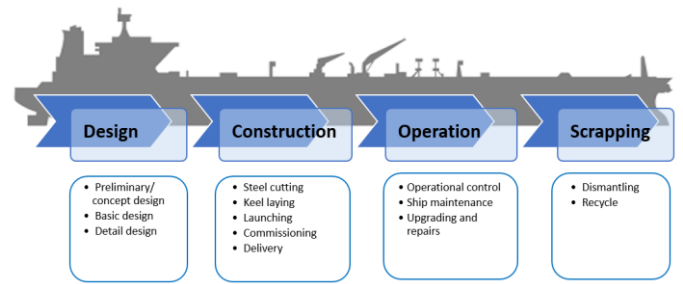 Design
Construction
Operation
Scrapping
• Preliminary/
concept design
• Basic design
• Detail design
• Steel cutting
• Keel laying
• Launching
• Commissioning
• Delivery
• Operational control
• Ship maintenance
• Upgrading and
repairs
• Dismantling
• Recycle